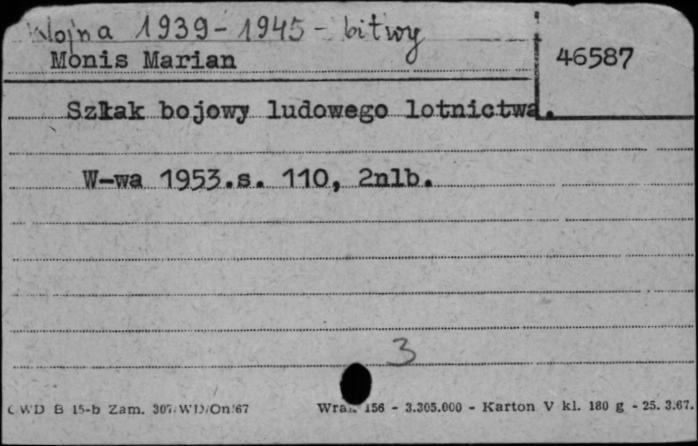 Wojna 1939-1945 - bitwy
Monis Marian
46587
Szlak bojowy ludowego lotnictwa.
W-wa 1953.s. 110, 2nlb.
3
CWD B 15-b Zam. 307/WD/On/67
156 - 3.305.000 - Karton V kl. 180 g - 25. 3.67.